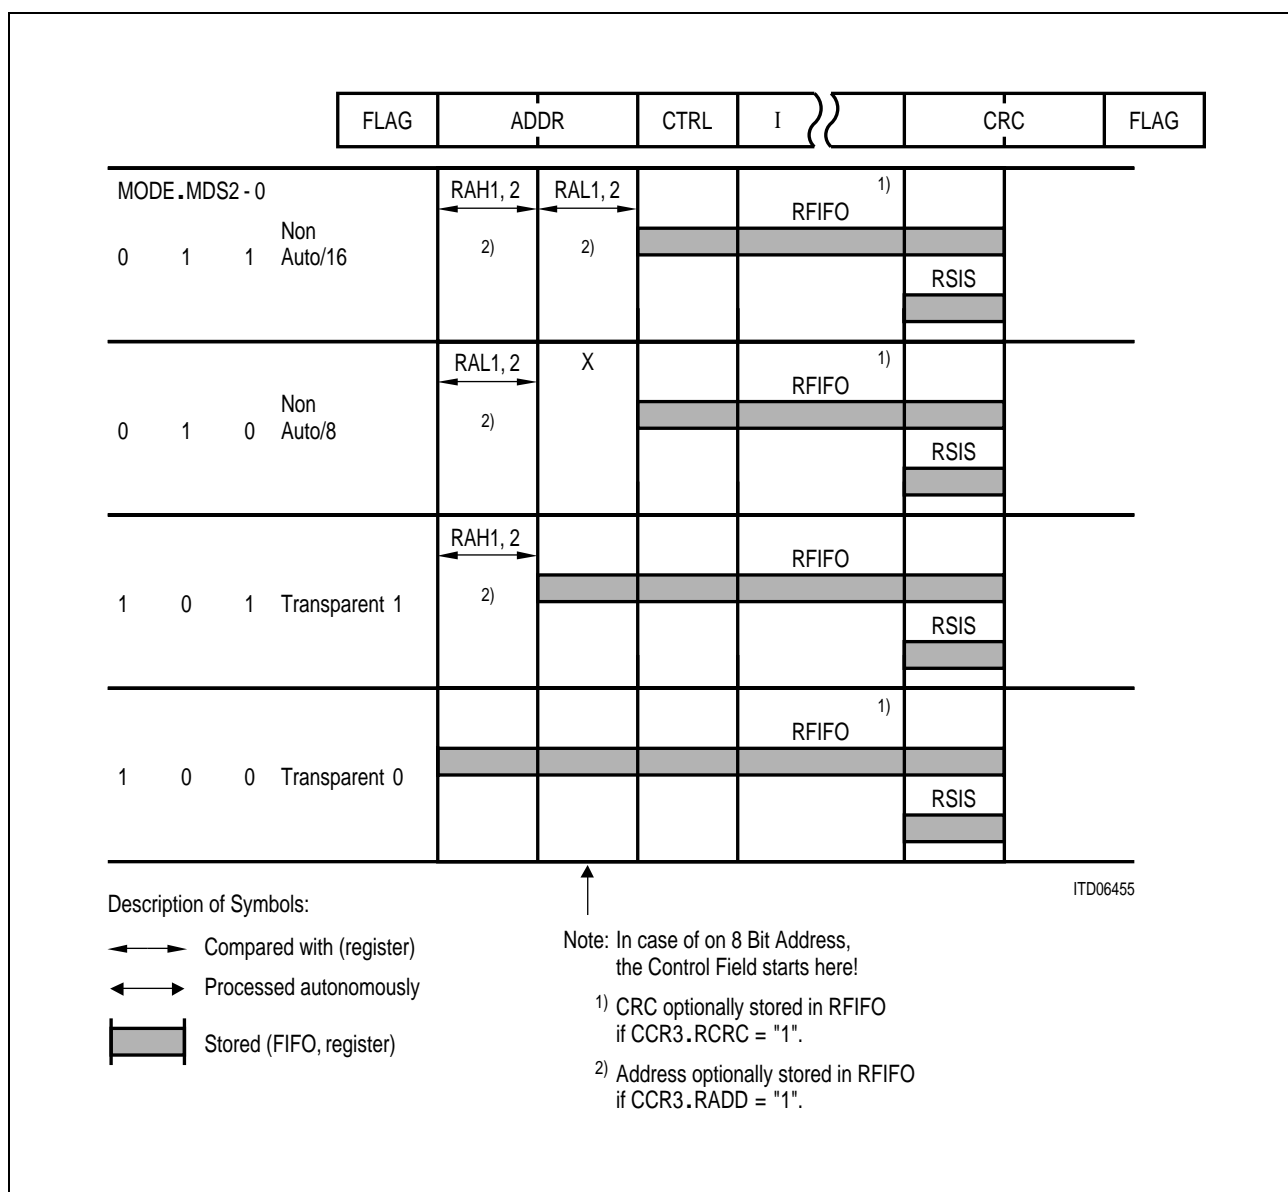 FLAG ADDR CTRL I CRC FLAG
MODE.MDS2 - 0
RAH1, 2 RAL1, 2 1)
RFIFO
0 1 1 Non
Auto/16
2) 2)
RSIS
RAL1, 2 X 1)
RFIFO
0 1 0 Non
Auto/8
2)
RSIS
RAH1, 2
RFIFO
1 0 1 Transparent 1
2)
RSIS
1)
RFIFO
1 0 0 Transparent 0
RSIS
ITD06455
Description of Symbols:
Compared with (register)
Processed autonomously
Stored (FIFO, register)
Note: In case of on 8 Bit Address,
the Control Field starts here!
1) CRC optionally stored in RFIFO
if CCR3.RCRC = "1".
2) Address optionally stored in RFIFO
if CCR3.RADD = "1".